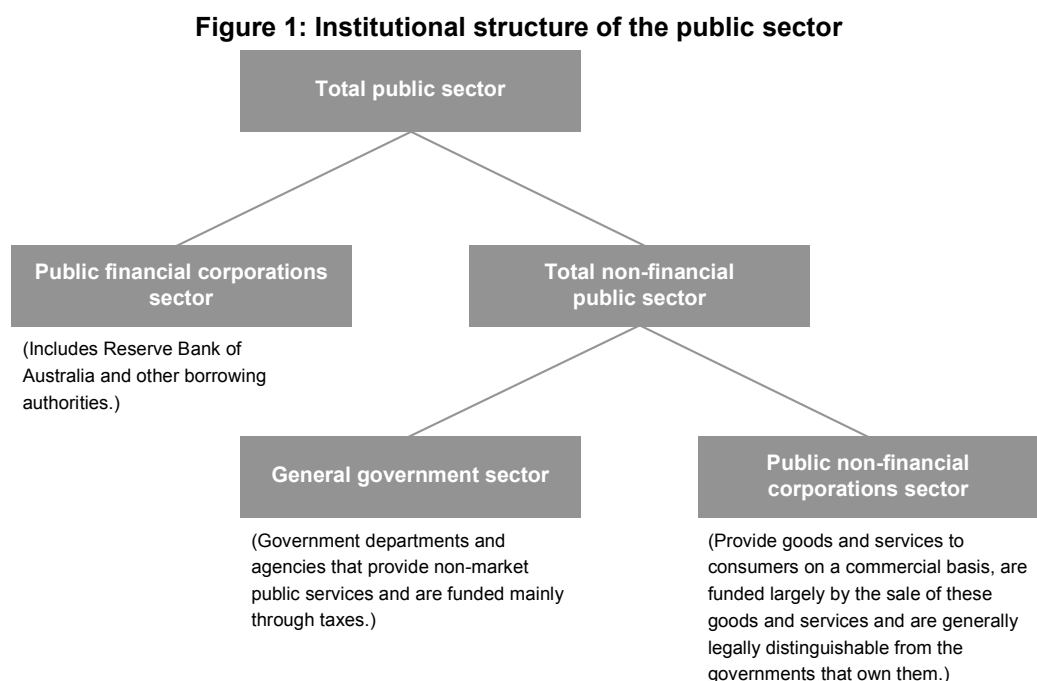 Figure 1: Institutional structure of the public sector
Total public sector
Public financial corporations
sector
Total non-financial
public sector
(Includes Reserve Bank of
Australia and other borrowing
authorities.)
General government sector
Public non-financial
corporations sector
(Government departments and
agencies that provide non-market
public services and are funded mainly
through taxes.)
(Provide goods and services to
consumers on a commercial basis, are
funded largely by the sale of these
goods and services and are generally
legally distinguishable from the
governments that own them.)